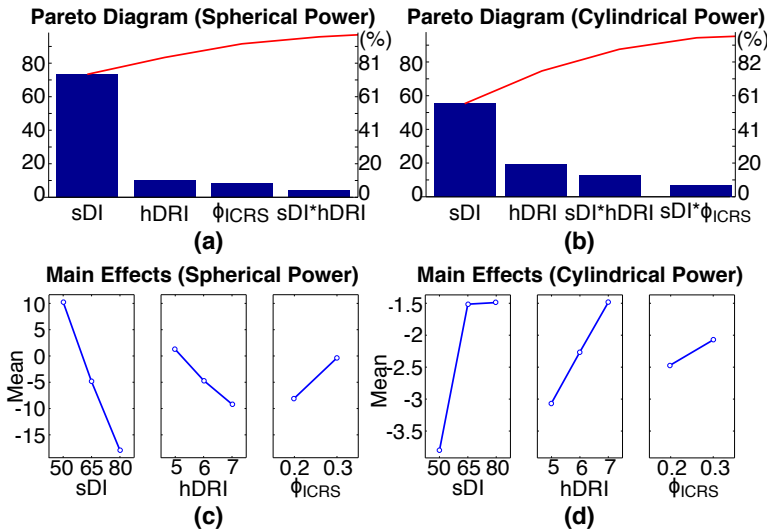 Pareto Diagram (Spherical Power)
(%)
80
60
40
20
0
81
61
41
20
0
sDI hDRI ϕICRS sDI*hDRI
(a)
Pareto Diagram (Cylindrical Power)
(%)
80
60
40
20
0
82
61
41
20
0
sDI hDRI sDI*hDRI sDI*ϕICRS
(b)
Main Effects (Spherical Power)
Mean
10
5
0
-5
-10
-15
50 65 80
sDI
5 6 7
hDRI
0.2 0.3
ϕICRS
(c)
Main Effects (Cylindrical Power)
Mean
-1.5
-2
-2.5
-3
-3.8
50 65 80
sDI
5 6 7
hDRI
0.2 0.3
ϕICRS
(d)